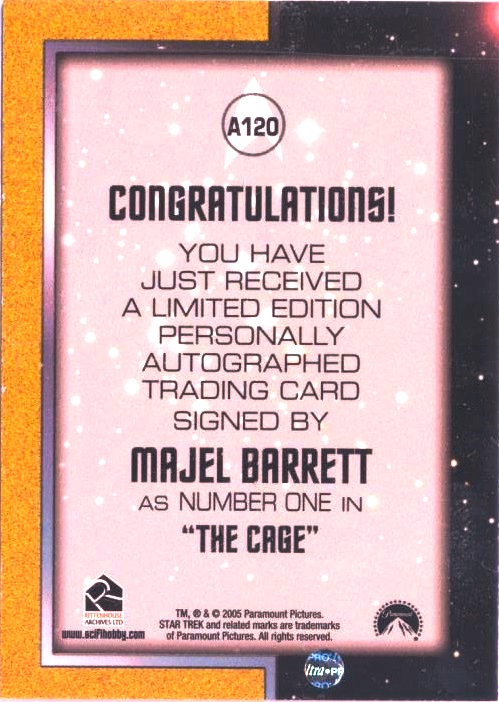 A120
CONGRATULATIONS!
YOU HAVE
JUST RECEIVED
A LIMITED EDITION
PERSONALLY
AUTOGRAPHED
TRADING CARD
SIGNED BY
MAJEL BARRETT
AS NUMBER ONE IN
"THE CAGE"
RITTENHOUSE
ARCHIVES LTD
www.scifihobby.com
TM, ® & © 2005 Paramount Pictures.
STAR TREK and related marks are trademarks
of Paramount Pictures. All rights reserved.
Paramount